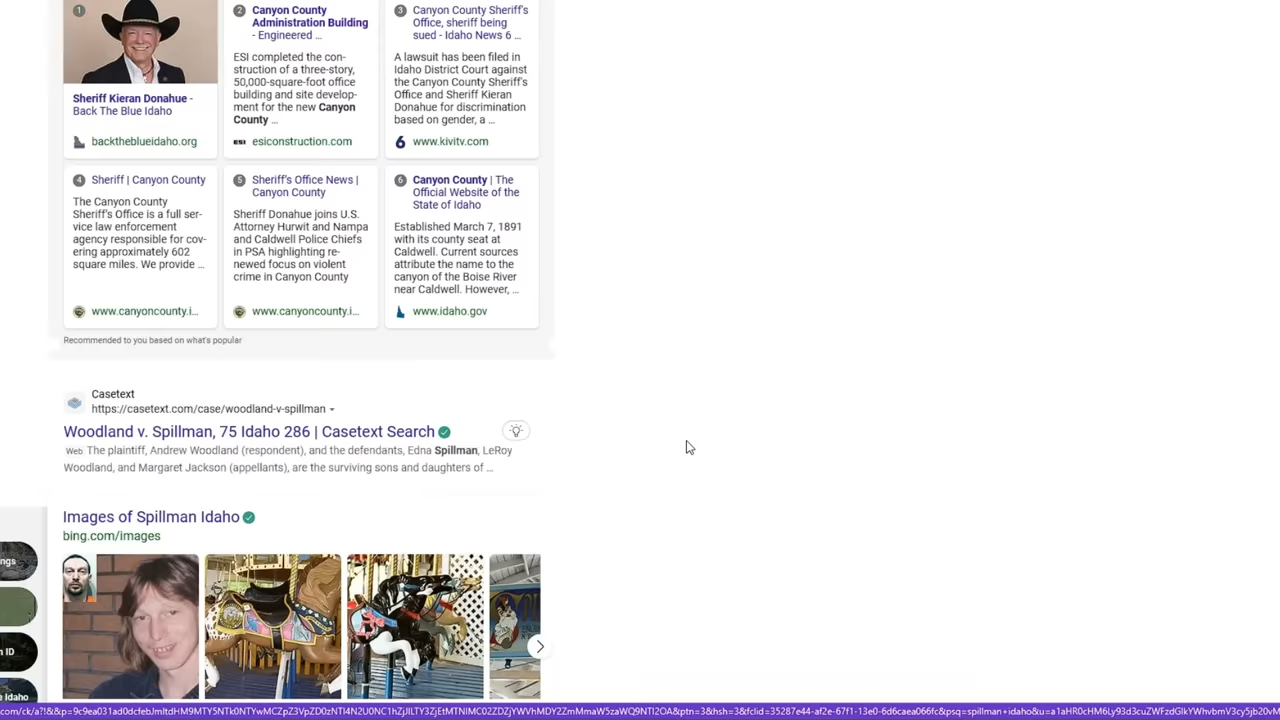 1
Sheriff Kieran Donahue -
Back The Blue Idaho
backtheblueidaho.org
2
Canyon County
Administration Building
- Engineered ...
ESI completed the con-
struction of a three-story,
50,000-square-foot office
building and site develop-
ment for the new Canyon
County ...
ESI
esiconstruction.com
3
Canyon County Sheriff's
Office, sheriff being
sued - Idaho News 6 ...
A lawsuit has been filed in
Idaho District Court against
the Canyon County Sheriff's
Office and Sheriff Kieran
Donahue for discrimination
based on gender, a ...
6
www.kivitv.com
4
Sheriff | Canyon County
The Canyon County
Sheriff's Office is a full ser-
vice law enforcement
agency responsible for cov-
ering approximately 602
square miles. We provide ...
www.canyoncounty.i...
5
Sheriff's Office News |
Canyon County
Sheriff Donahue joins U.S.
Attorney Hurwit and Nampa
and Caldwell Police Chiefs
in PSA highlighting re-
newed focus on violent
crime in Canyon County
www.canyoncounty.i...
6
Canyon County | The
Official Website of the
State of Idaho
Established March 7, 1891
with its county seat at
Caldwell. Current sources
attribute the name to the
canyon of the Boise River
near Caldwell. However, ...
www.idaho.gov
Recommended to you based on what's popular
Casetext
https://casetext.com/case/woodland-v-spillman
Woodland v. Spillman, 75 Idaho 286 | Casetext Search
Web The plaintiff, Andrew Woodland (respondent), and the defendants, Edna Spillman, LeRoy
Woodland, and Margaret Jackson (appellants), are the surviving sons and daughters of ...
Images of Spillman Idaho
bing.com/images
ngs
n ID
e Idaho